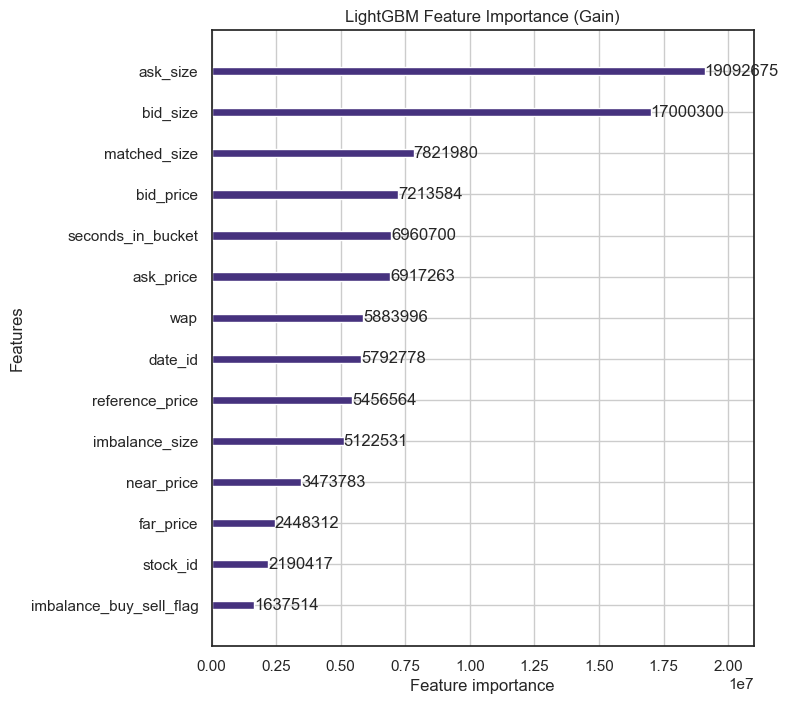 LightGBM Feature Importance (Gain)
Features
ask_size 19092675
bid_size 17000300
matched_size 7821980
bid_price 7213584
seconds_in_bucket 6960700
ask_price 6917263
wap 5883996
date_id 5792778
reference_price 5456564
imbalance_size 5122531
near_price 3473783
far_price 2448312
stock_id 2190417
imbalance_buy_sell_flag 1637514
0.00 0.25 0.50 0.75 1.00 1.25 1.50 1.75 2.00
1e7
Feature importance